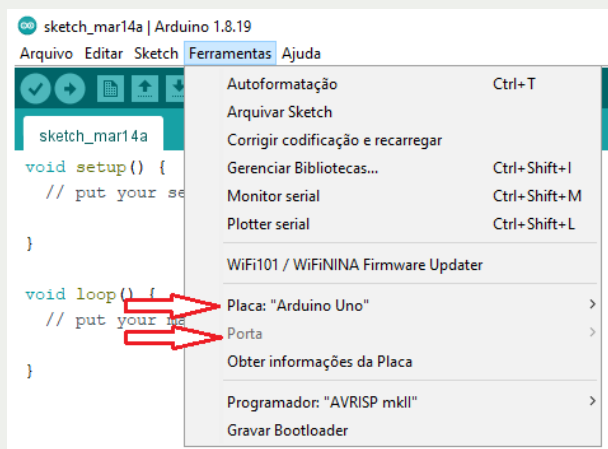 sketch_mar14a | Arduino 1.8.19
Arquivo Editar Sketch Ferramentas Ajuda
sketch_mar14a
void setup() {
// put your se
}
void loop() {
// put your ma
}
Autoformatação Ctrl+T
Arquivar Sketch
Corrigir codificação e recarregar
Gerenciar Bibliotecas... Ctrl+Shift+I
Monitor serial Ctrl+Shift+M
Plotter serial Ctrl+Shift+L
WiFi101 / WiFiNINA Firmware Updater
Placa: "Arduino Uno"
Porta
Obter informações da Placa
Programador: "AVRISP mkII"
Gravar Bootloader